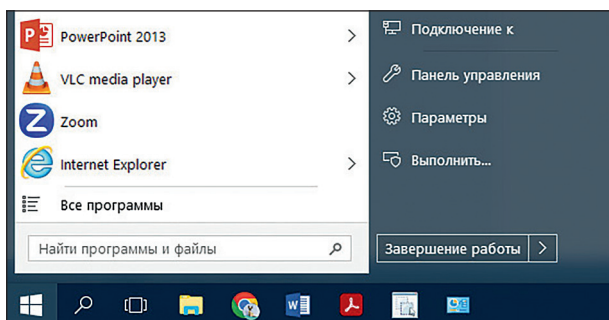 PowerPoint 2013
VLC media player
Zoom
Internet Explorer
Все программы
Найти программы и файлы
Подключение к
Панель управления
Параметры
Выполнить...
Завершение работы